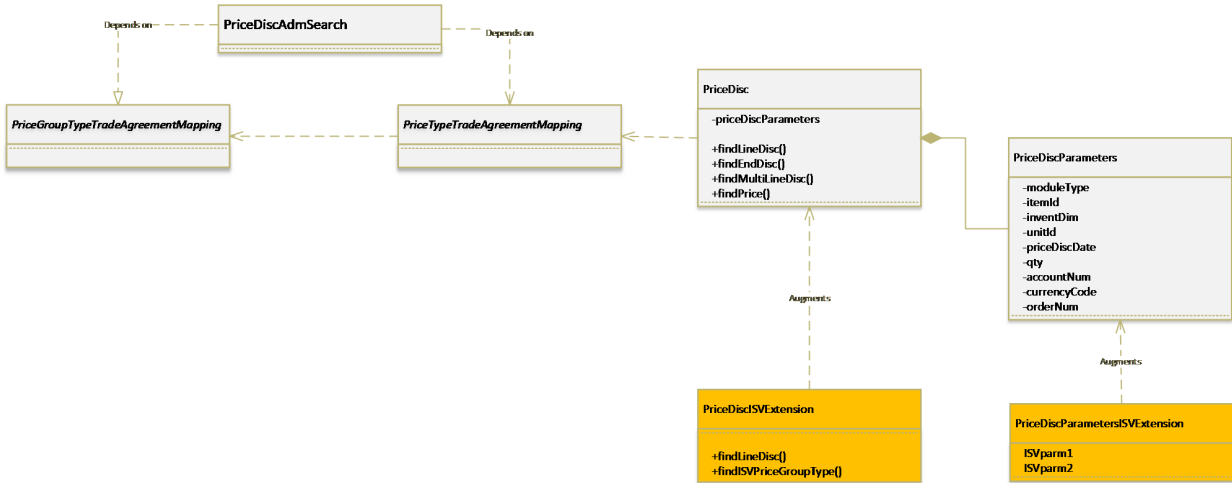 Depends on
PriceDiscAdmSearch
Depends on
PriceGroupTypeTradeAgreementMapping
PriceTypeTradeAgreementMapping
PriceDisc
-priceDiscParameters
+findLineDisc()
+findEndDisc()
+findMultiLineDisc()
+findPrice()
PriceDiscParameters
-moduleType
-itemId
-inventDim
-unitId
-priceDiscDate
-qty
-accountNum
-currencyCode
-orderNum
Augments
Augments
PriceDiscISVExtension
+findLineDisc()
+findISVPriceGroupType()
PriceDiscParametersISVExtension
ISVparm1
ISVparm2